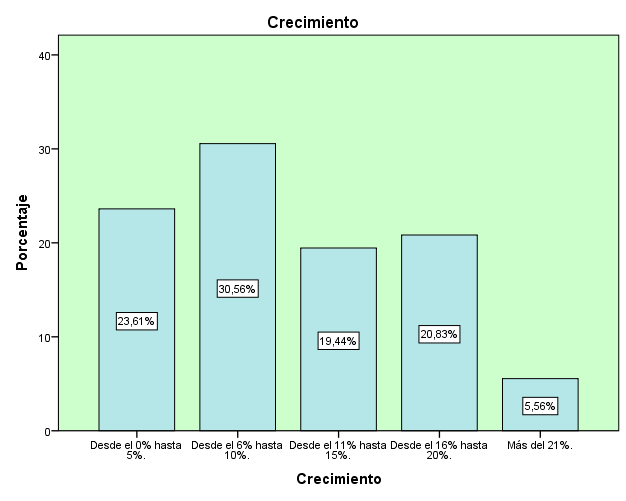 Crecimiento
Porcentaje
40
30
20
10
0
23,61%
30,56%
19,44%
20,83%
5,56%
Desde el 0% hasta
5%.
Desde el 6% hasta
10%.
Desde el 11% hasta
15%.
Desde el 16% hasta
20%.
Más del 21%.
Crecimiento